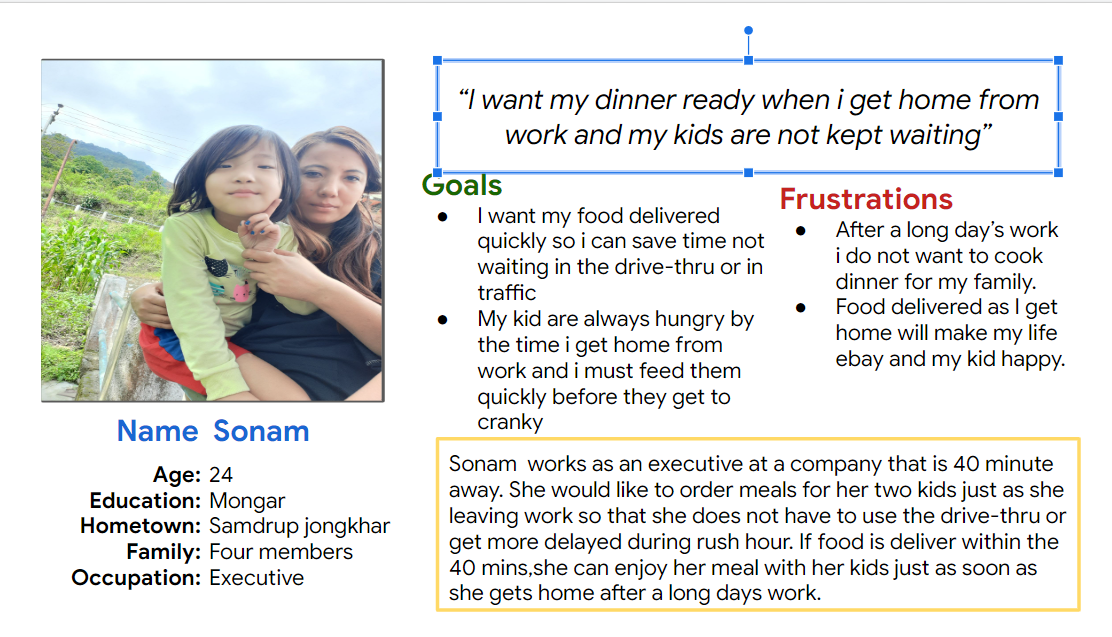 “I want my dinner ready when i get home from
work and my kids are not kept waiting”
Goals
● I want my food delivered
quickly so i can save time not
waiting in the drive-thru or in
traffic
● My kid are always hungry by
the time i get home from
work and i must feed them
quickly before they get to
cranky
Frustrations
● After a long day’s work
i do not want to cook
dinner for my family.
● Food delivered as I get
home will make my life
ebay and my kid happy.
Name Sonam
Age: 24
Education: Mongar
Hometown: Samdrup jongkhar
Family: Four members
Occupation: Executive
Sonam works as an executive at a company that is 40 minute
away. She would like to order meals for her two kids just as she
leaving work so that she does not have to use the drive-thru or
get more delayed during rush hour. If food is deliver within the
40 mins,she can enjoy her meal with her kids just as soon as
she gets home after a long days work.